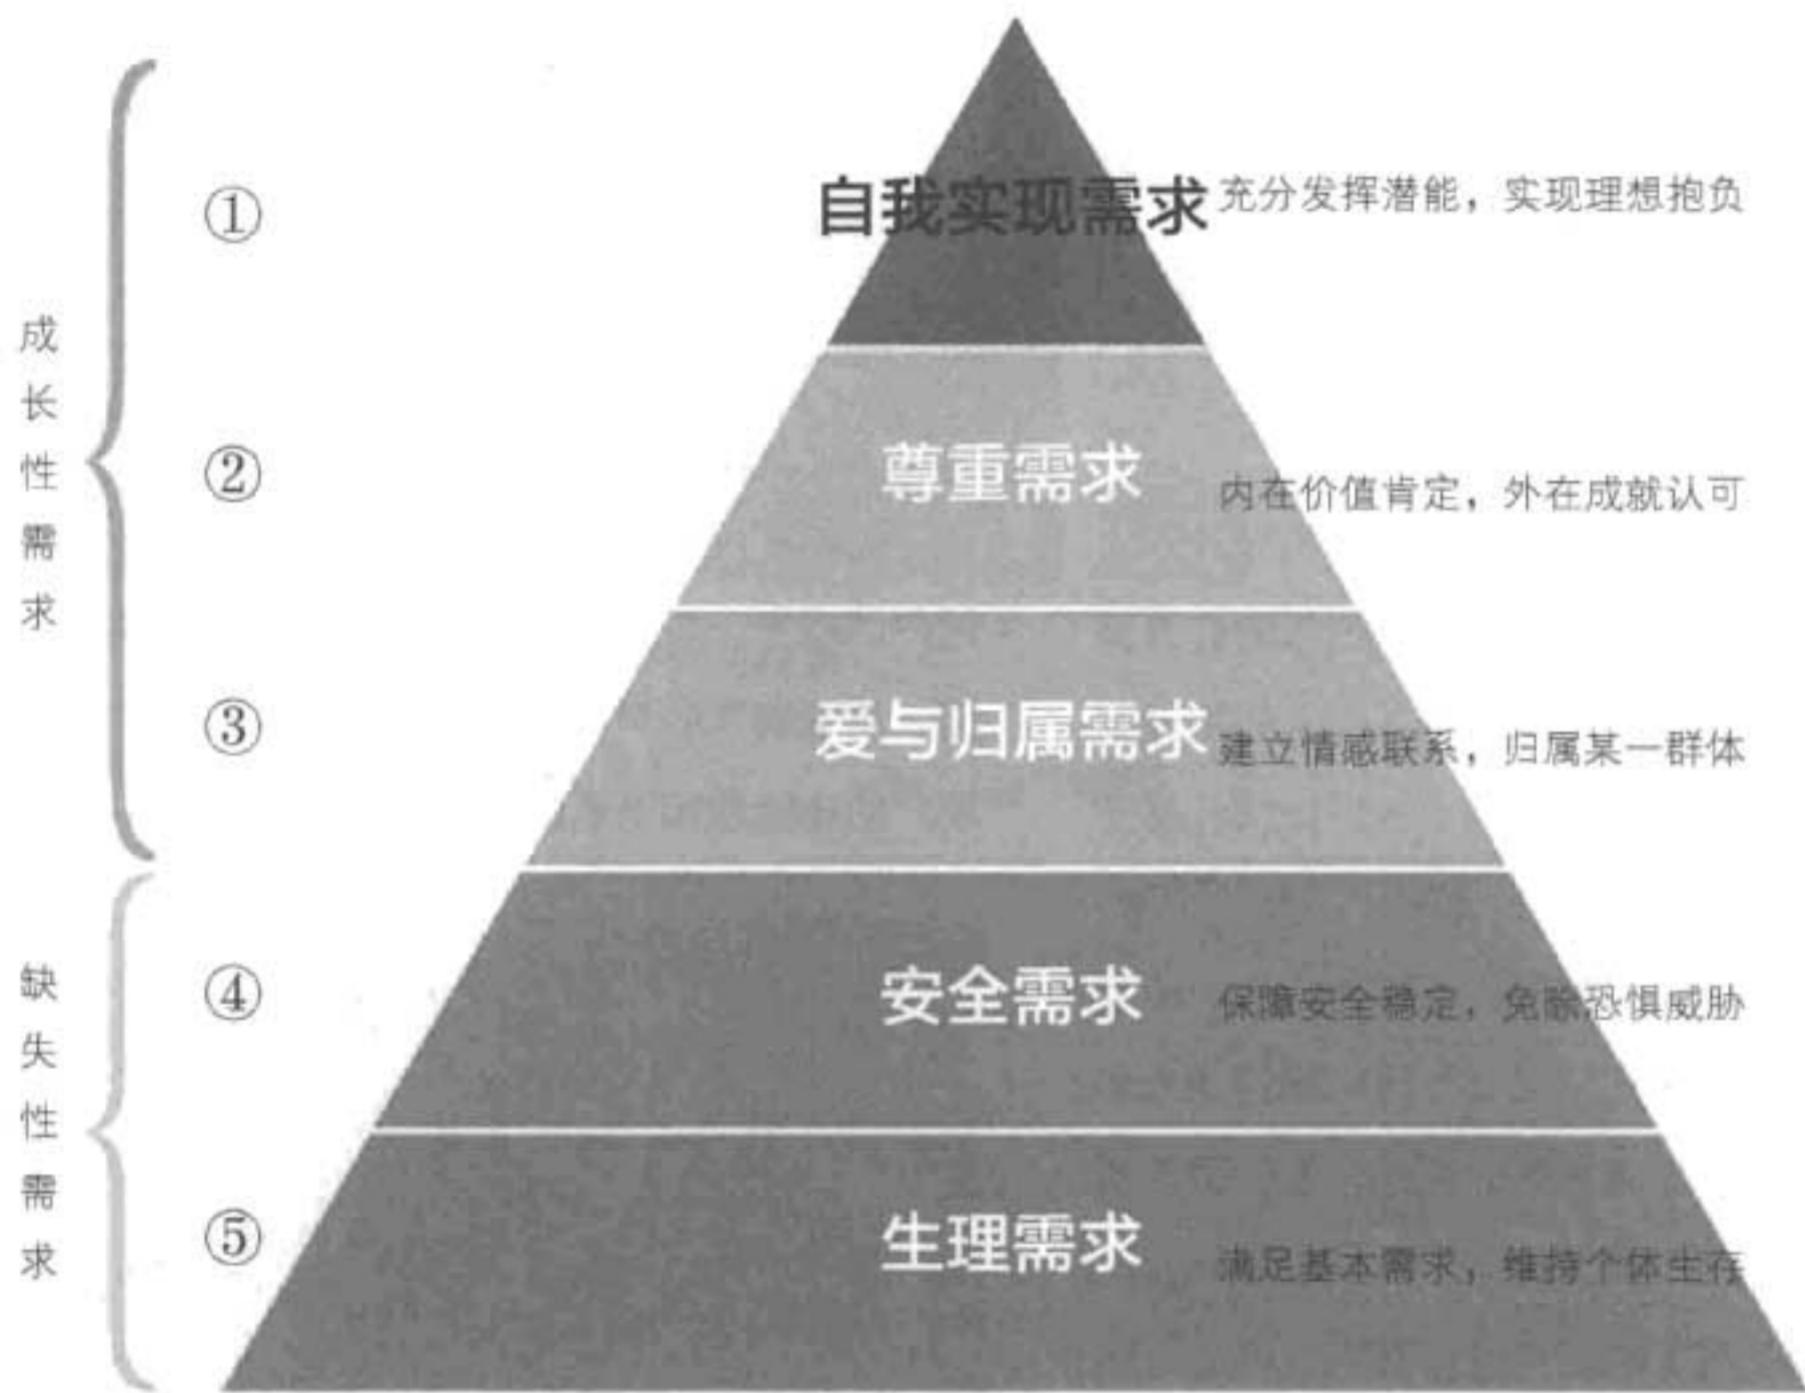 成长性需求
①
自我实现需求
充分发挥潜能，实现理想抱负
②
尊重需求
内在价值肯定，外在成就认可
③
爱与归属需求
建立情感联系，归属某一群体
缺失性需求
④
安全需求
保障安全稳定，免除恐惧威胁
⑤
生理需求
满足基本需求，维持个体生存